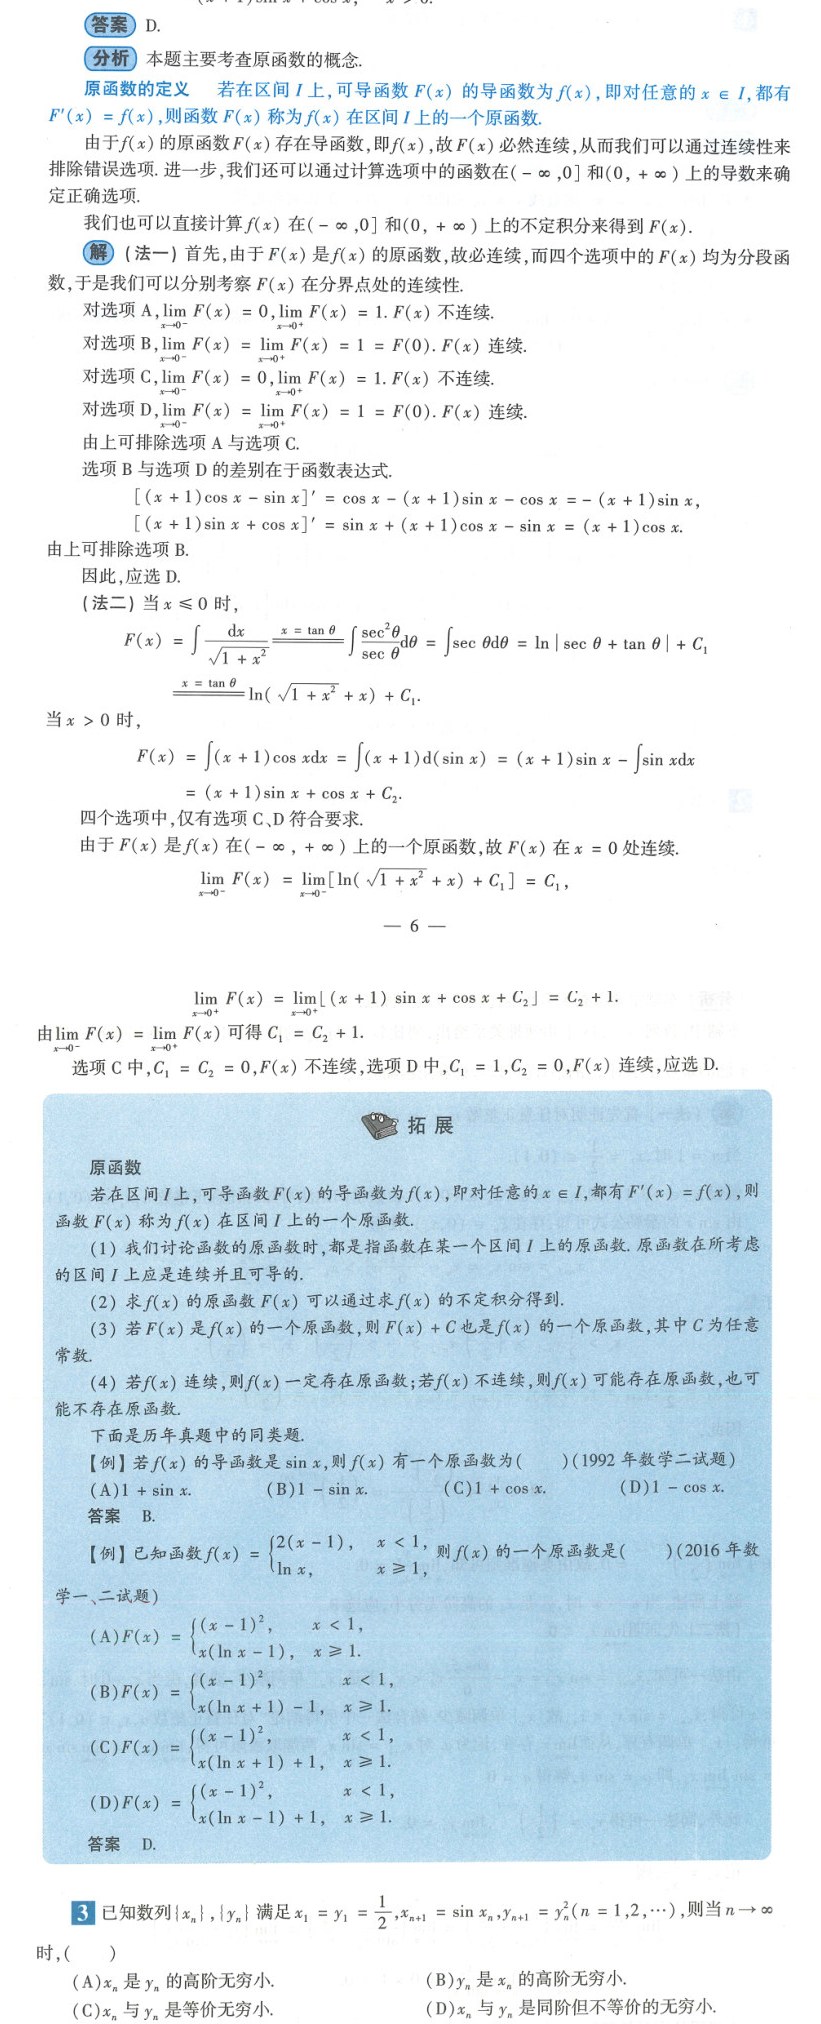 答案 D.
分析 本题主要考查原函数的概念.
原函数的定义 若在区间 I 上,可导函数 F(x) 的导函数为 f(x),即对任意的 x ∈ I,都有
F′(x) = f(x),则函数 F(x) 称为 f(x) 在区间 I 上的一个原函数.
由于 f(x) 的原函数 F(x) 存在导函数,即 f(x),故 F(x) 必然连续,从而我们可以通过连续性来
排除错误选项. 进一步,我们还可以通过计算选项中的函数在(-∞,0] 和(0,+∞) 上的导数来确
定正确选项.
我们也可以直接计算 f(x) 在(-∞,0] 和(0,+∞) 上的不定积分来得到 F(x).
解 (法一) 首先,由于 F(x) 是 f(x) 的原函数,故必连续,而四个选项中的 F(x) 均为分段函
数,于是我们可以分别考察 F(x) 在分界点处的连续性.
对选项 A, lim_{x→0⁻} F(x) = 0, lim_{x→0⁺} F(x) = 1. F(x) 不连续.
对选项 B, lim_{x→0⁻} F(x) = lim_{x→0⁺} F(x) = 1 = F(0). F(x) 连续.
对选项 C, lim_{x→0⁻} F(x) = 0, lim_{x→0⁺} F(x) = 1. F(x) 不连续.
对选项 D, lim_{x→0⁻} F(x) = lim_{x→0⁺} F(x) = 1 = F(0). F(x) 连续.
由上可排除选项 A 与选项 C.
选项 B 与选项 D 的差别在于函数表达式.
[(x + 1)cos x - sin x]′ = cos x - (x + 1)sin x - cos x = - (x + 1)sin x,
[(x + 1)sin x + cos x]′ = sin x + (x + 1)cos x - sin x = (x + 1)cos x.
由上可排除选项 B.
因此,应选 D.
(法二) 当 x ≤ 0 时,
F(x) = ∫ dx/√(1 + x²) =(x = tan θ)= ∫ (sec²θ/sec θ)dθ = ∫sec θdθ = ln|sec θ + tan θ| + C₁
=(x = tan θ)= ln(√(1 + x²) + x) + C₁.
当 x > 0 时,
F(x) = ∫(x + 1)cos xdx = ∫(x + 1)d(sin x) = (x + 1)sin x - ∫sin xdx
= (x + 1)sin x + cos x + C₂.
四个选项中,仅有选项 C、D 符合要求.
由于 F(x) 是 f(x) 在(-∞,+∞) 上的一个原函数,故 F(x) 在 x = 0 处连续.
lim_{x→0⁻} F(x) = lim_{x→0⁻}[ln(√(1 + x²) + x) + C₁] = C₁,
— 6 —
lim_{x→0⁺} F(x) = lim_{x→0⁺}[(x + 1) sin x + cos x + C₂] = C₂ + 1.
由 lim_{x→0⁻} F(x) = lim_{x→0⁺} F(x) 可得 C₁ = C₂ + 1.
选项 C 中,C₁ = C₂ = 0,F(x) 不连续,选项 D 中,C₁ = 1,C₂ = 0,F(x) 连续,应选 D.
拓展
原函数
若在区间 I 上,可导函数 F(x) 的导函数为 f(x),即对任意的 x ∈ I,都有 F′(x) = f(x),则
函数 F(x) 称为 f(x) 在区间 I 上的一个原函数.
(1) 我们讨论函数的原函数时,都是指函数在某一个区间 I 上的原函数. 原函数在所考虑
的区间 I 上应是连续并且可导的.
(2) 求 f(x) 的原函数 F(x) 可以通过求 f(x) 的不定积分得到.
(3) 若 F(x) 是 f(x) 的一个原函数,则 F(x) + C 也是 f(x) 的一个原函数,其中 C 为任意
常数.
(4) 若 f(x) 连续,则 f(x) 一定存在原函数;若 f(x) 不连续,则 f(x) 可能存在原函数,也可
能不存在原函数.
下面是历年真题中的同类题.
【例】若 f(x) 的导函数是 sin x,则 f(x) 有一个原函数为( )(1992 年数学二试题)
(A)1 + sin x. (B)1 - sin x. (C)1 + cos x. (D)1 - cos x.
答案 B.
【例】已知函数 f(x) = {2(x - 1), x < 1, ln x, x ≥ 1, 则 f(x) 的一个原函数是( )(2016 年数
学一、二试题)
(A)F(x) = {(x - 1)², x < 1,
x(ln x - 1), x ≥ 1.
(B)F(x) = {(x - 1)², x < 1,
x(ln x + 1) - 1, x ≥ 1.
(C)F(x) = {(x - 1)², x < 1,
x(ln x + 1) + 1, x ≥ 1.
(D)F(x) = {(x - 1)², x < 1,
x(ln x - 1) + 1, x ≥ 1.
答案 D.
3 已知数列{xₙ},{yₙ} 满足 x₁ = y₁ = 1/2, xₙ₊₁ = sin xₙ, yₙ₊₁ = yₙ²(n = 1,2,⋯),则当 n→∞
时,( )
(A)xₙ 是 yₙ 的高阶无穷小. (B)yₙ 是 xₙ 的高阶无穷小.
(C)xₙ 与 yₙ 是等价无穷小. (D)xₙ 与 yₙ 是同阶但不等价的无穷小.